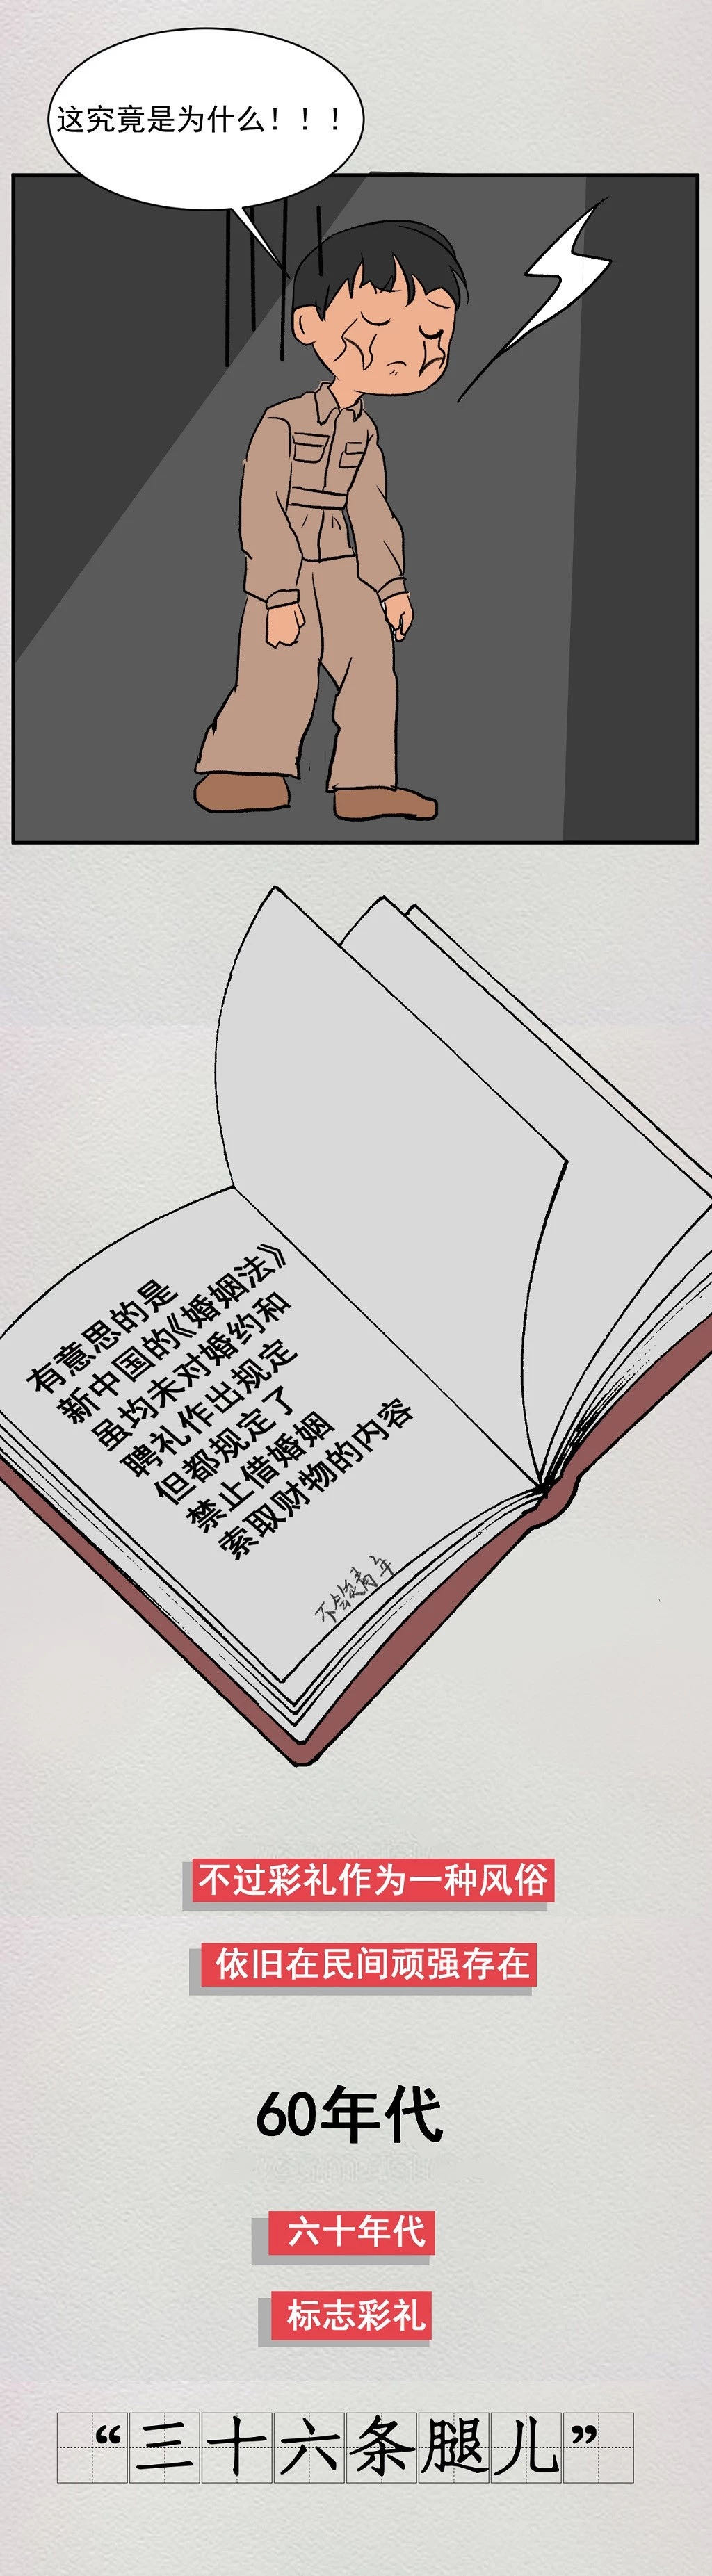 这究竟是为什么！！！
有意思的是
新中国的《婚姻法》
虽均未对婚约和
聘礼作出规定
但都规定了
禁止借婚姻
索取财物的内容
不会笑青年
不过彩礼作为一种风俗
依旧在民间顽强存在
60年代
六十年代
标志彩礼
“三十六条腿儿”